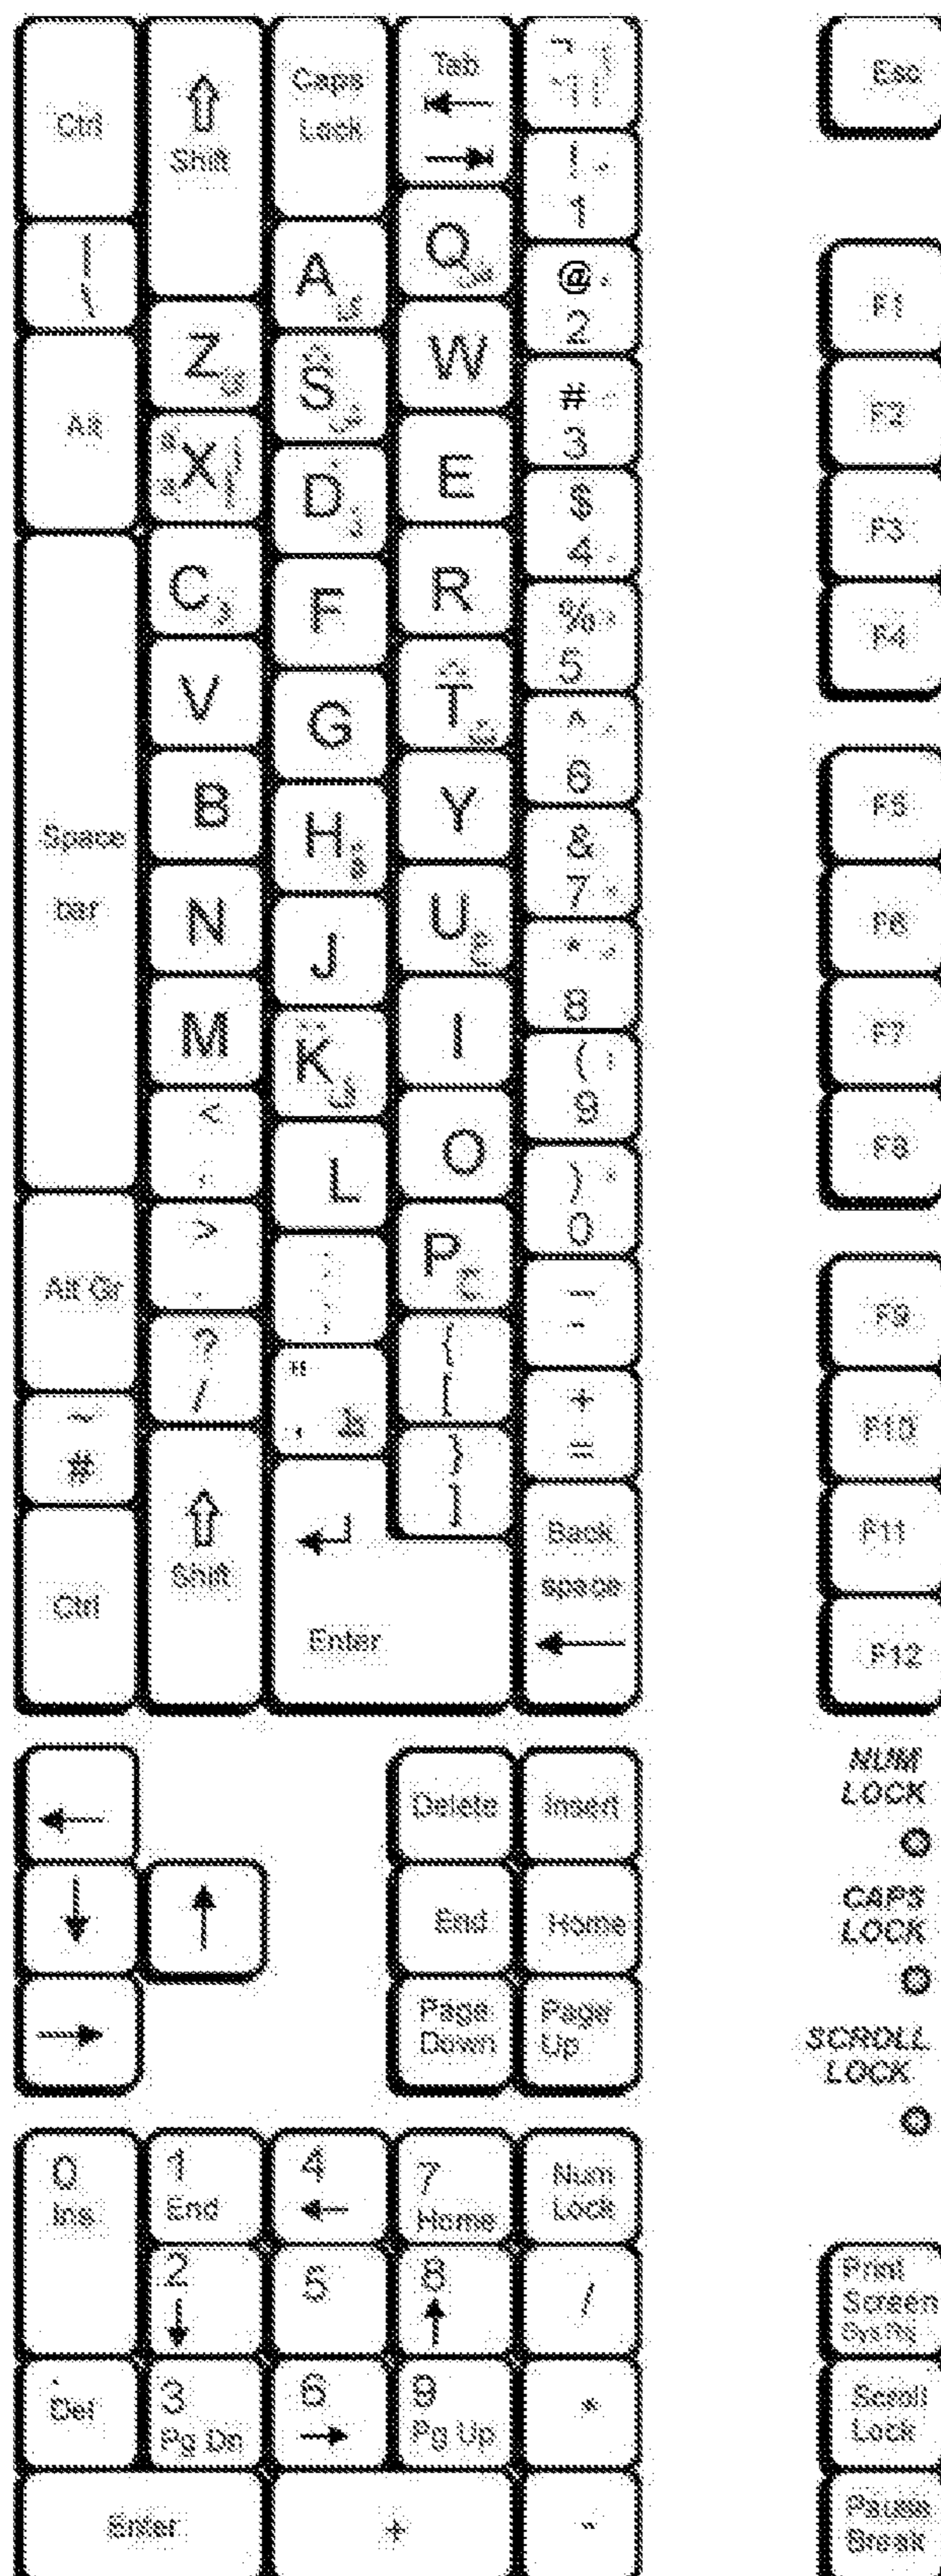 Esc
F1
F2
F3
F4
F5
F6
F7
F8
F9
F10
F11
F12
NUM
LOCK
CAPS
LOCK
SCROLL
LOCK
Print
Screen
SysRq
Scroll
Lock
Pause
Break
!
1
@
2
#
3
$
4
%
5
^
6
&
7
*
8
(
9
)
0
-
+
=
Back
space
Insert
Home
Page
Up
Num
Lock
/
*
-
Tab
Q
W
E
R
T
Y
U
I
O
P
{
[
}
]
Delete
End
Page
Down
7
Home
8
9
Pg Up
+
Caps
Lock
A
S
D
F
G
H
J
K
L
:
;
"
'
Enter
4
5
6
Shift
Z
X
C
V
B
N
M
<
,
>
.
?
/
Shift
1
End
2
3
Pg Dn
Enter
Ctrl
|
\
Alt
Space
bar
Alt Gr
~
#
Ctrl
0
Ins
.
Del